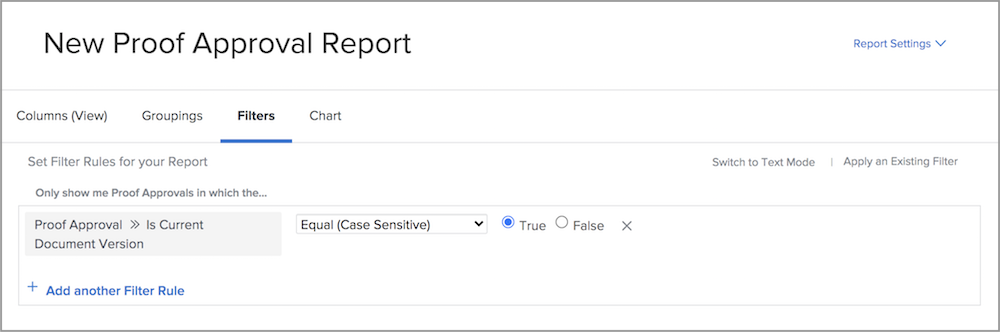 New Proof Approval Report
Report Settings
Columns (View) Groupings Filters Chart
Set Filter Rules for your Report
Switch to Text Mode | Apply an Existing Filter
Only show me Proof Approvals in which the...
Proof Approval >> Is Current
Document Version
Equal (Case Sensitive) True False ×
+ Add another Filter Rule